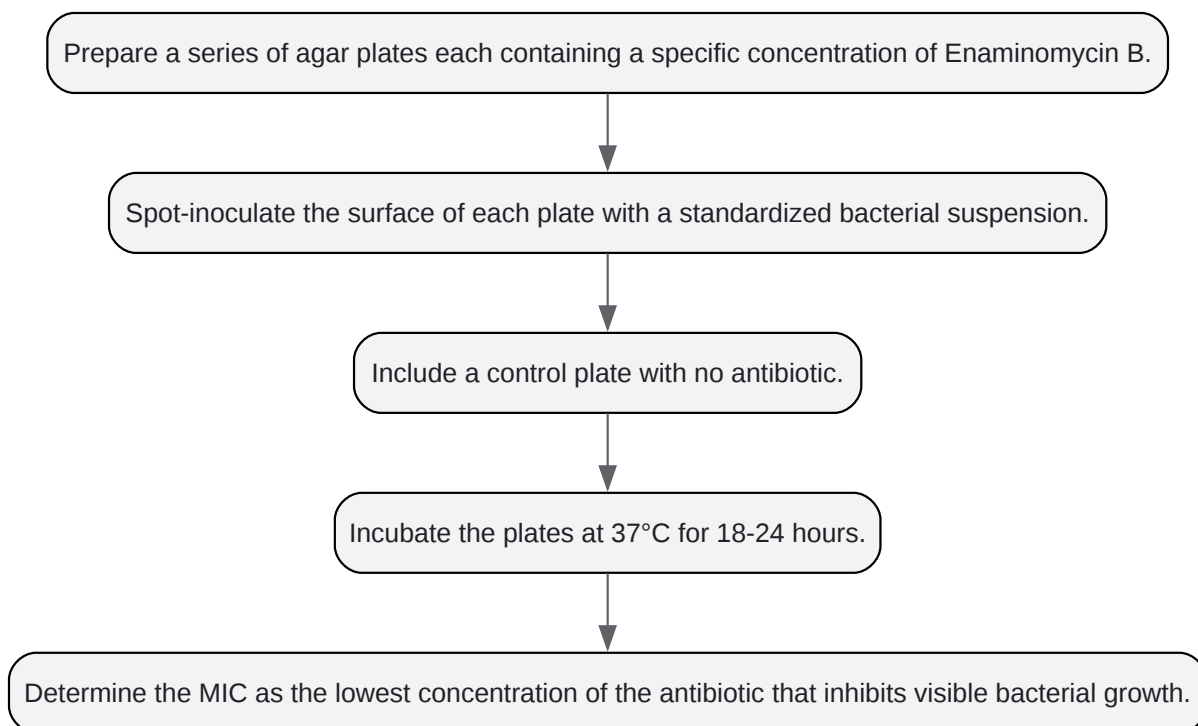 Prepare a series of agar plates each containing a specific concentration of Enaminomycin B.
Spot-inoculate the surface of each plate with a standardized bacterial suspension.
Include a control plate with no antibiotic.
Incubate the plates at 37°C for 18-24 hours.
Determine the MIC as the lowest concentration of the antibiotic that inhibits visible bacterial growth.